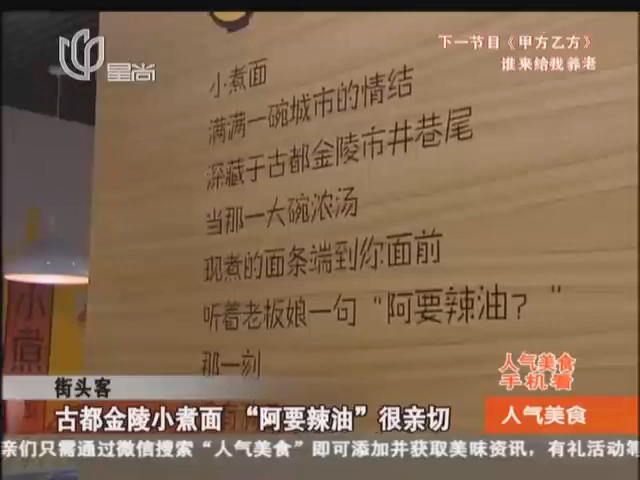 星尚
下一节目《甲方乙方》
谁来给我养老
小煮面
满满一碗城市的情结
深藏于古都金陵市井巷尾
当那一大碗浓汤
现煮的面条端到你面前
听着老板娘一句“阿要辣油？”
那一刻
小煮
人气美食
手机看
街头客
古都金陵小煮面 “阿要辣油”很亲切
人气美食
亲们只需通过微信搜索“人气美食”即可添加并获取美味资讯，有礼活动等